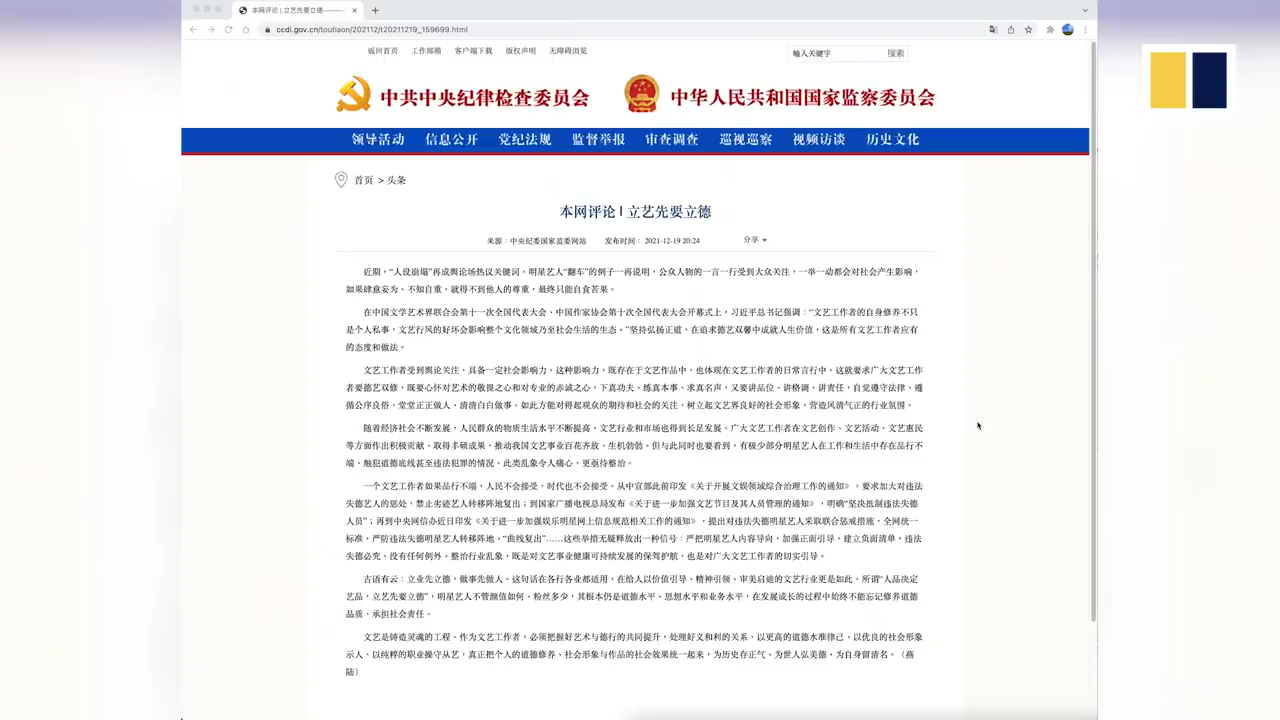 本网评论 | 立艺先要立德———
ccdi.gov.cn/toutiaon/202112/t20211219_159699.html
返回首页 工作邮箱 客户端下载 版权声明 无障碍浏览
输入关键字 搜索
中共中央纪律检查委员会 中华人民共和国国家监察委员会
领导活动 信息公开 党纪法规 监督举报 审查调查 巡视巡察 视频访谈 历史文化
首页 > 头条
本网评论 | 立艺先要立德
来源：中央纪委国家监委网站 发布时间： 2021-12-19 20:24 分享
近期，“人设崩塌”再成舆论场热议关键词。明星艺人“翻车”的例子一再说明，公众人物的一言一行受到大众关注，一举一动都会对社会产生影响，
如果肆意妄为、不知自重，就得不到他人的尊重，最终只能自食苦果。
在中国文学艺术界联合会第十一次全国代表大会、中国作家协会第十次全国代表大会开幕式上，习近平总书记强调：“文艺工作者的自身修养不只
是个人私事，文艺行风的好坏会影响整个文化领域乃至社会生活的生态。”坚持弘扬正道，在追求德艺双馨中成就人生价值，这是所有文艺工作者应有
的态度和做法。
文艺工作者受到舆论关注，具备一定社会影响力，这种影响力，既存在于文艺作品中，也体现在文艺工作者的日常言行中。这就要求广大文艺工作
者要德艺双修，既要心怀对艺术的敬畏之心和对专业的赤诚之心，下真功夫、练真本事、求真名声，又要讲品位、讲格调、讲责任，自觉遵守法律、遵
循公序良俗，堂堂正正做人、清清白白做事。如此方能对得起观众的期待和社会的关注，树立起文艺界良好的社会形象，营造风清气正的行业氛围。
随着经济社会不断发展，人民群众的物质生活水平不断提高，文艺行业和市场也得到长足发展。广大文艺工作者在文艺创作、文艺活动、文艺惠民
等方面作出积极贡献、取得丰硕成果，推动我国文艺事业百花齐放、生机勃勃。但与此同时也要看到，有极少部分明星艺人在工作和生活中存在品行不
端、触犯道德底线甚至违法犯罪的情况。此类乱象令人痛心，更亟待整治。
一个文艺工作者如果品行不端，人民不会接受，时代也不会接受。从中宣部此前印发《关于开展文娱领域综合治理工作的通知》，要求加大对违法
失德艺人的惩处，禁止劣迹艺人转移阵地复出；到国家广播电视总局发布《关于进一步加强文艺节目及其人员管理的通知》，明确“坚决抵制违法失德
人员”；再到中央网信办近日印发《关于进一步加强娱乐明星网上信息规范相关工作的通知》，提出对违法失德明星艺人采取联合惩戒措施，全网统一
标准，严防违法失德明星艺人转移阵地、“曲线复出”……这些举措无疑释放出一种信号：严把明星艺人内容导向，加强正面引导，建立负面清单，违法
失德必究、没有任何例外。整治行业乱象，既是对文艺事业健康可持续发展的保驾护航，也是对广大文艺工作者的切实引导。
古语有云：立业先立德，做事先做人。这句话在各行各业都适用，在给人以价值引导、精神引领、审美启迪的文艺行业更是如此。所谓“人品决定
艺品，立艺先要立德”，明星艺人不管颜值如何、粉丝多少，其根本仍是道德水平、思想水平和业务水平，在发展成长的过程中始终不能忘记修养道德
品质、承担社会责任。
文艺是铸造灵魂的工程。作为文艺工作者，必须把握好艺术与德行的共同提升，处理好义和利的关系，以更高的道德水准律己、以优良的社会形象
示人、以纯粹的职业操守从艺，真正把个人的道德修养、社会形象与作品的社会效果统一起来，为历史存正气、为世人弘美德、为自身留清名。（燕
陆）